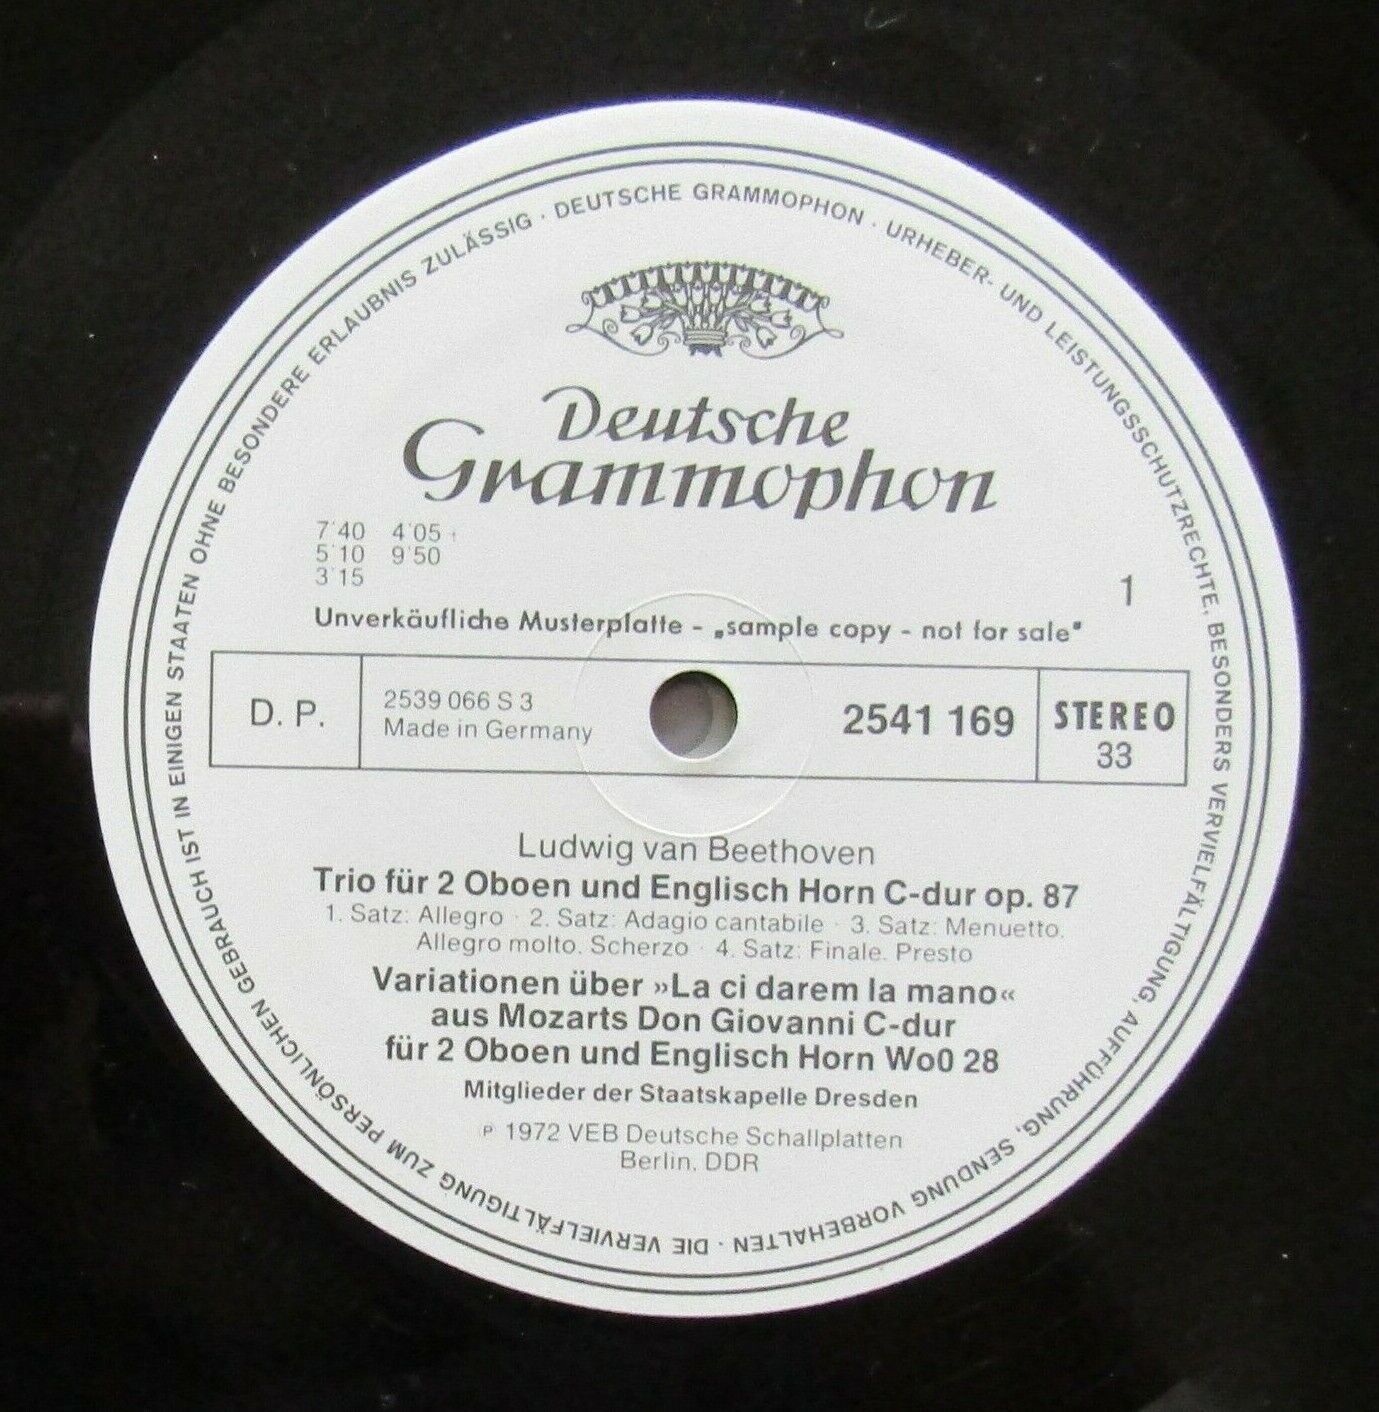 DEUTSCHE GRAMMOPHON · URHEBER- UND LEISTUNGSSCHUTZRECHTE, BESONDERS VERVIELFÄLTIGUNG, AUFFÜHRUNG, SENDUNG VORBEHALTEN · DIE VERVIELFÄLTIGUNG ZUM PERSÖNLICHEN GEBRAUCH IST IN EINIGEN STAATEN OHNE BESONDERE ERLAUBNIS ZULÄSSIG ·
Deutsche
Grammophon
7'40 4'05
5'10 9'50
3'15
1
Unverkäufliche Musterplatte - „sample copy - not for sale"
D. P.
2539 066 S 3
Made in Germany
2541 169
STEREO
33
Ludwig van Beethoven
Trio für 2 Oboen und Englisch Horn C-dur op. 87
1. Satz: Allegro · 2. Satz: Adagio cantabile · 3. Satz: Menuetto.
Allegro molto. Scherzo · 4. Satz: Finale. Presto
Variationen über »La ci darem la mano«
aus Mozarts Don Giovanni C-dur
für 2 Oboen und Englisch Horn WoO 28
Mitglieder der Staatskapelle Dresden
℗ 1972 VEB Deutsche Schallplatten
Berlin, DDR